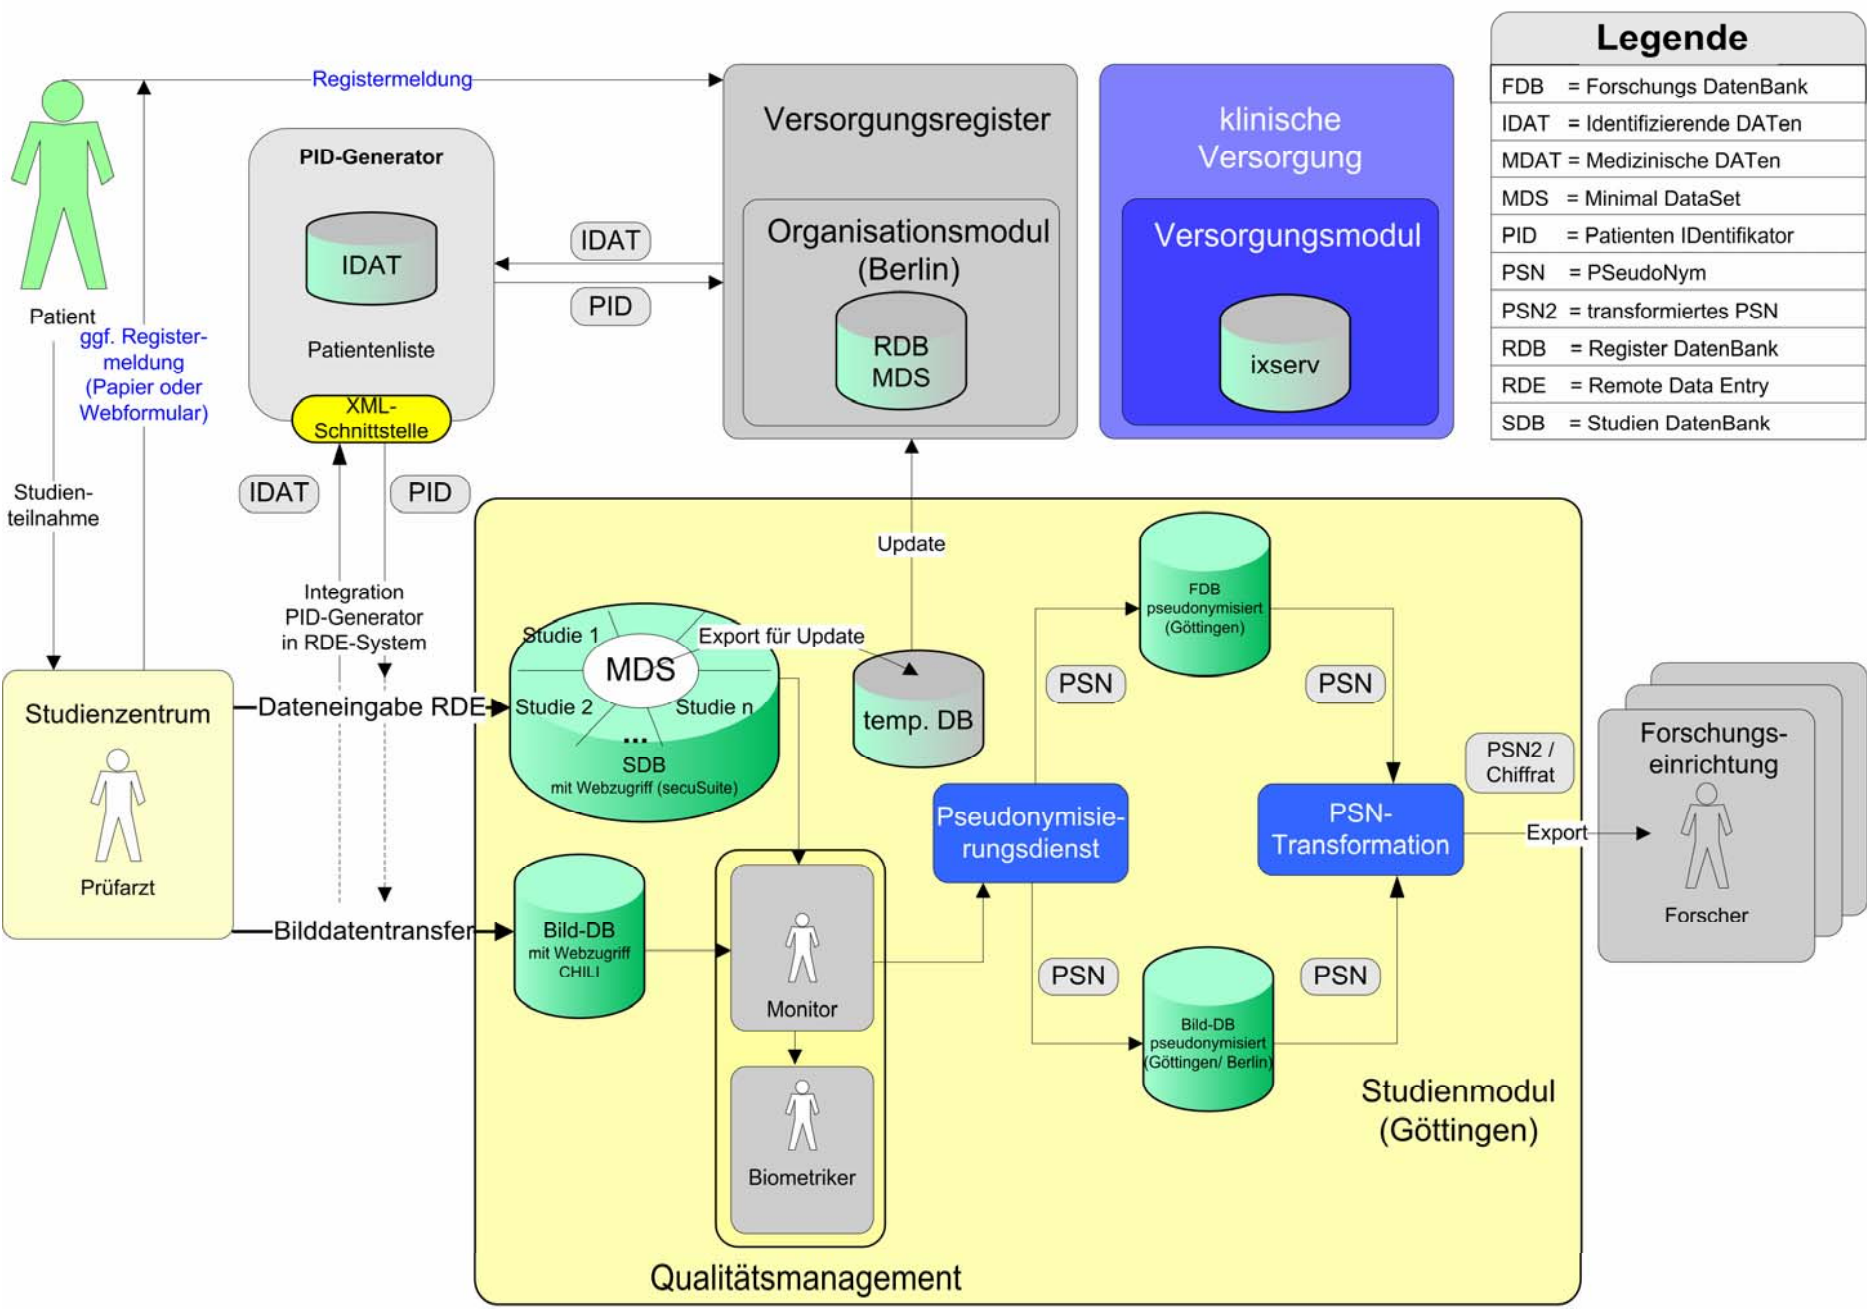 Legende
FDB = Forschungs DatenBank
IDAT = Identifizierende DATen
MDAT = Medizinische DATen
MDS = Minimal DataSet
PID = Patienten IDentifikator
PSN = PSeudoNym
PSN2 = transformiertes PSN
RDB = Register DatenBank
RDE = Remote Data Entry
SDB = Studien DatenBank
Registermeldung
Patient
ggf. Register-
meldung
(Papier oder
Webformular)
Studien-
teilnahme
PID-Generator
IDAT
Patientenliste
XML-
Schnittstelle
IDAT
PID
IDAT
PID
Integration
PID-Generator
in RDE-System
Versorgungsregister
Organisationsmodul
(Berlin)
RDB
MDS
klinische
Versorgung
Versorgungsmodul
ixserv
Update
Studienzentrum
Prüfarzt
Dateneingabe RDE
Bilddatentransfer
Studie 1
MDS
Export für Update
Studie 2
Studie n
...
SDB
mit Webzugriff (secuSuite)
temp. DB
Bild-DB
mit Webzugriff
CHILI
Monitor
Biometriker
Qualitätsmanagement
Pseudonymisie-
rungsdienst
PSN
PSN
FDB
pseudonymisiert
(Göttingen)
PSN
PSN
Bild-DB
pseudonymisiert
(Göttingen/ Berlin)
PSN-
Transformation
PSN2 /
Chiffrat
Export
Forschungs-
einrichtung
Forscher
Studienmodul
(Göttingen)